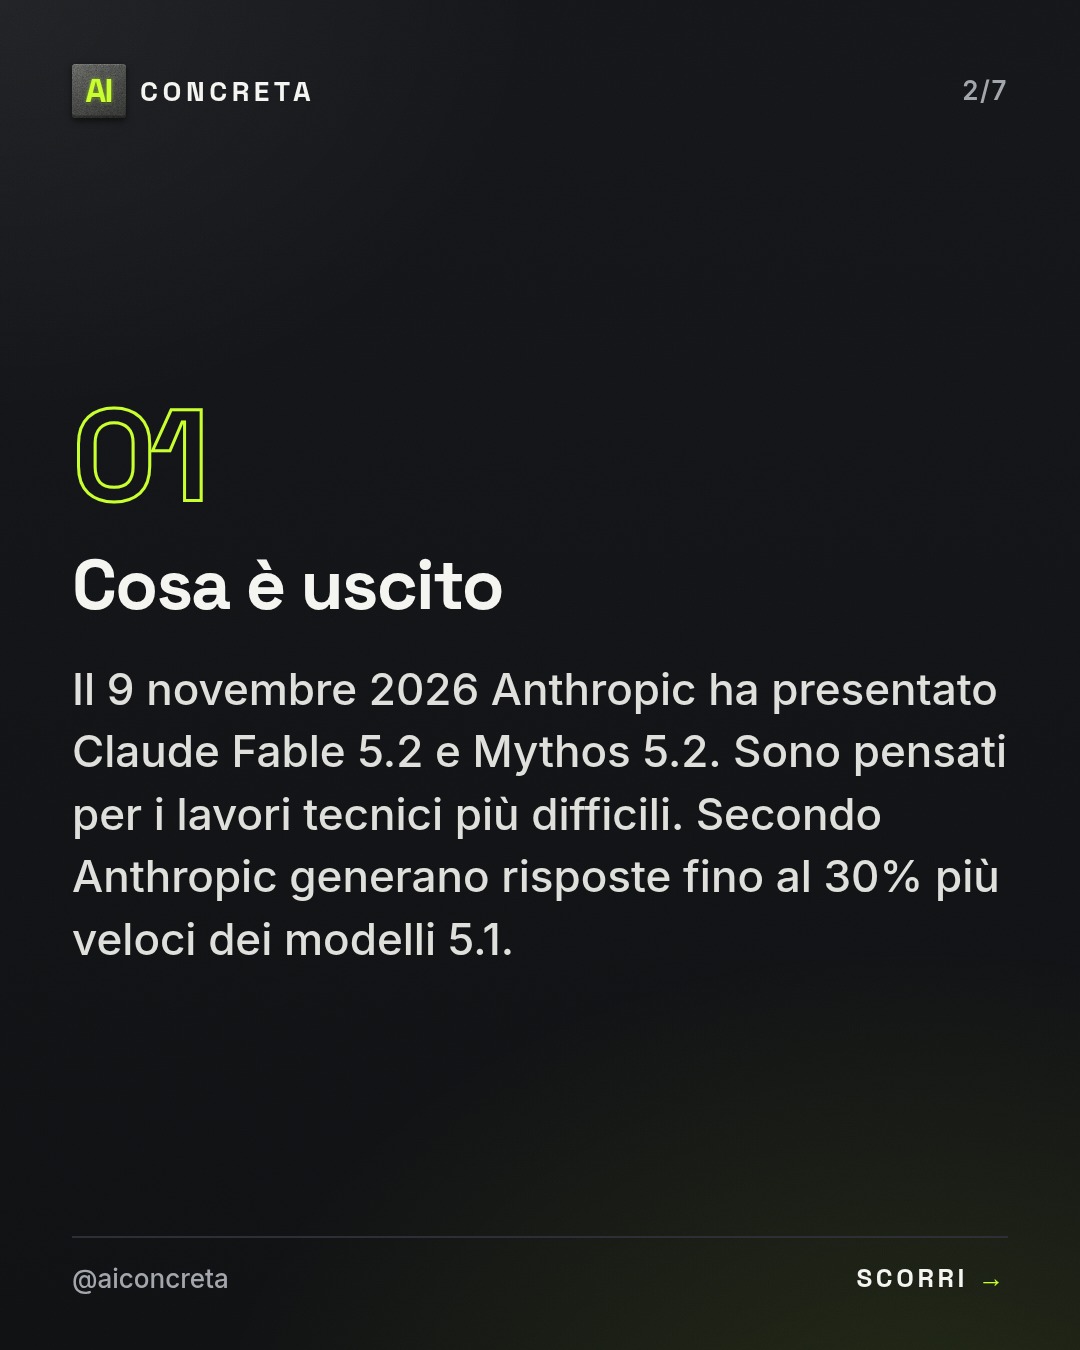 AI CONCRETA
2/7
01
Cosa è uscito
Il 9 novembre 2026 Anthropic ha presentato
Claude Fable 5.2 e Mythos 5.2. Sono pensati
per i lavori tecnici più difficili. Secondo
Anthropic generano risposte fino al 30% più
veloci dei modelli 5.1.
@aiconcreta
SCORRI →